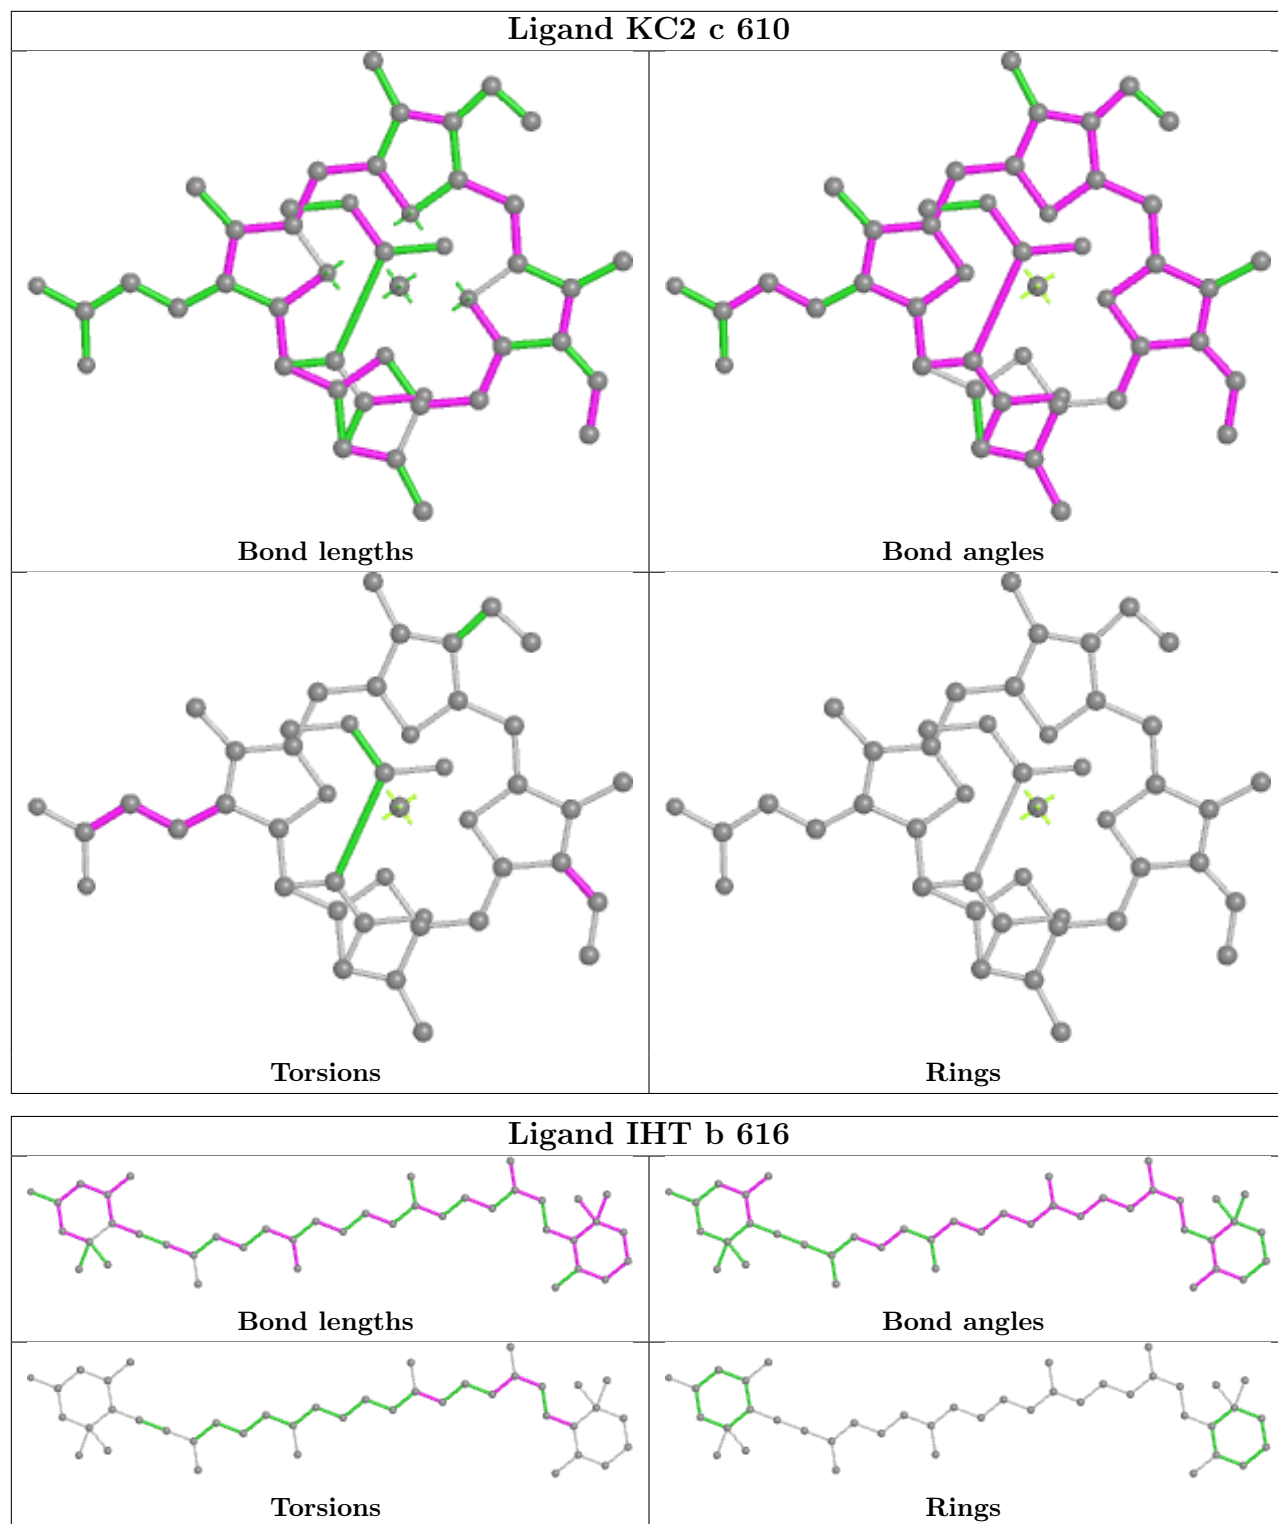 Ligand KC2 c 610
Bond lengths
Bond angles
Torsions
Rings
Ligand IHT b 616
Bond lengths
Bond angles
Torsions
Rings